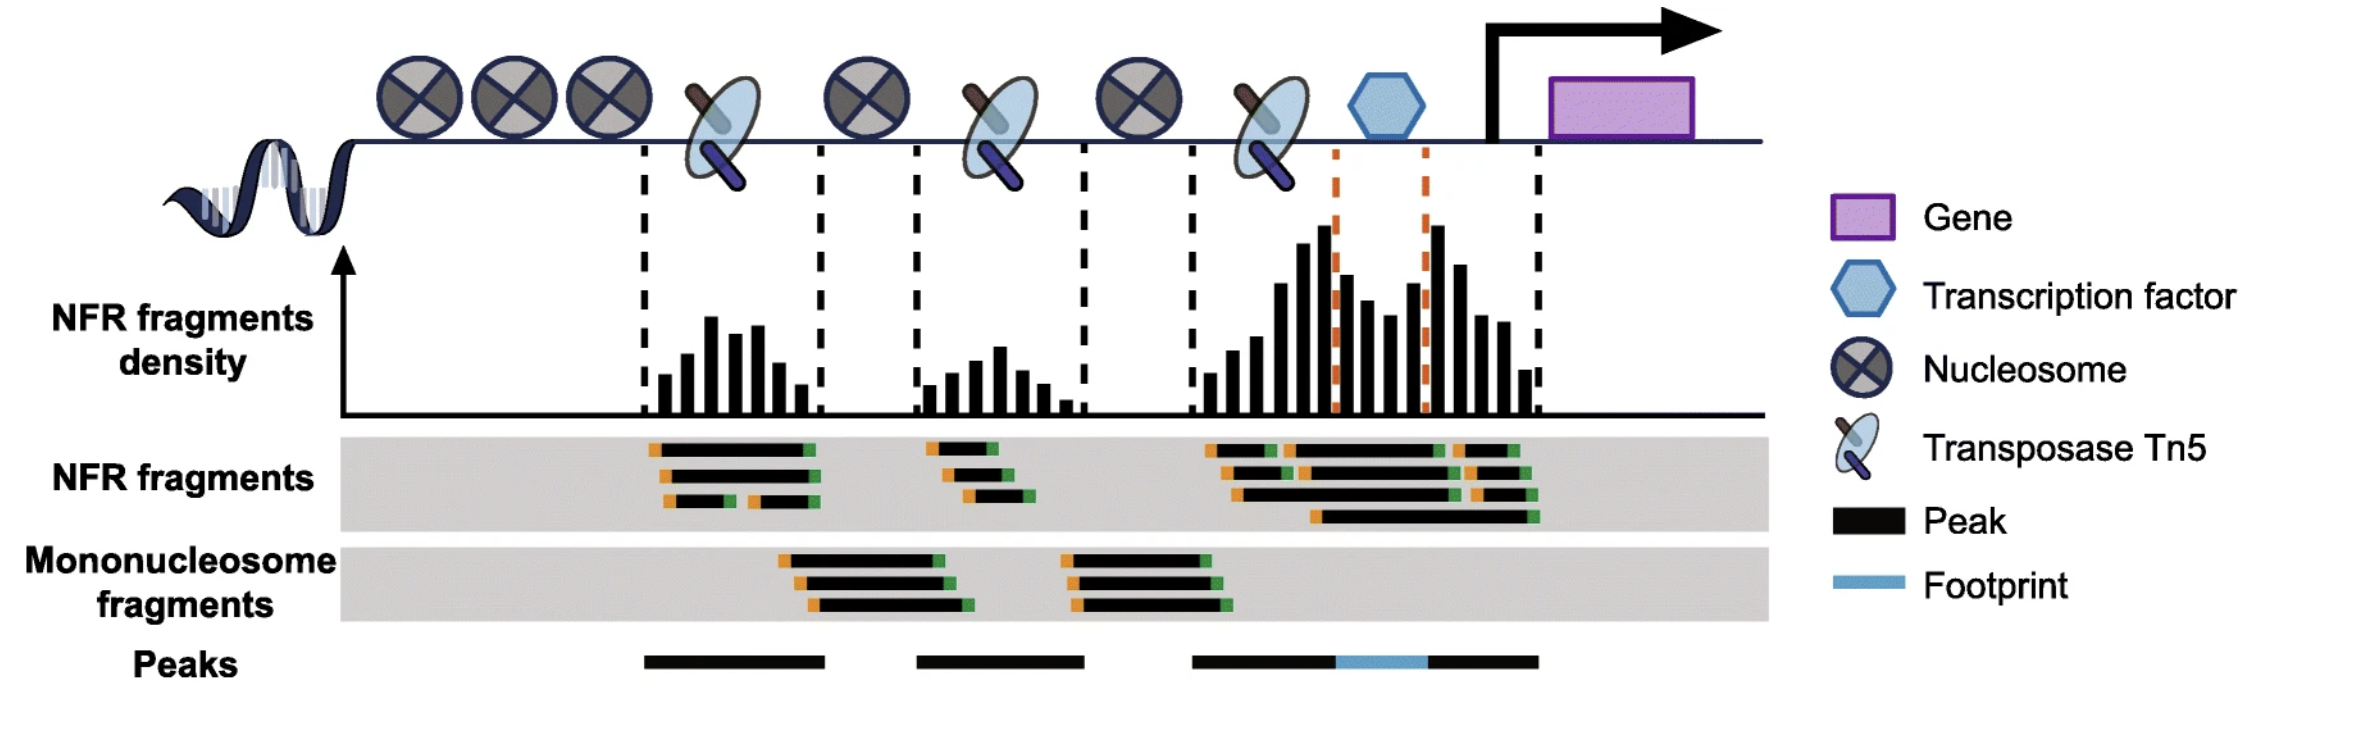 NFR fragments
density
NFR fragments
Mononucleosome
fragments
Peaks
Gene
Transcription factor
Nucleosome
Transposase Tn5
Peak
Footprint